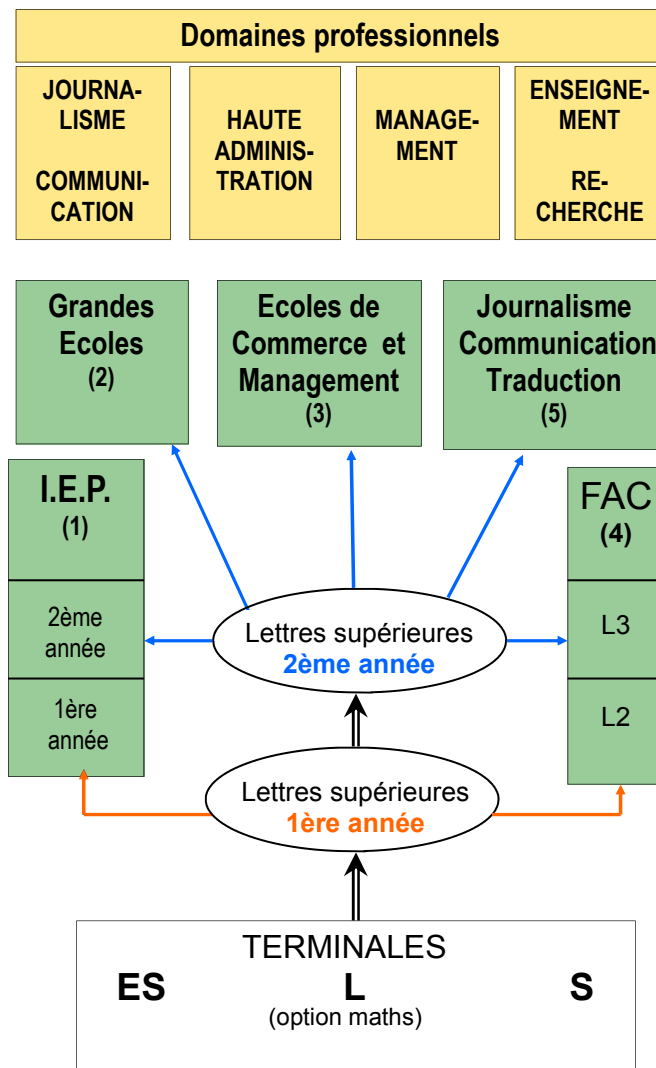 Domaines professionnels
JOURNA-
LISME
COMMUNI-
CATION
HAUTE
ADMINIS-
TRATION
MANAGE-
MENT
ENSEIGNE-
MENT
RE-
CHERCHE
Grandes
Ecoles
(2)
Ecoles de
Commerce et
Management
(3)
Journalisme
Communication
Traduction
(5)
I.E.P.
(1)
2ème
année
1ère
année
FAC
(4)
L3
L2
Lettres supérieures
2ème année
Lettres supérieures
1ère année
TERMINALES
ES L S
(option maths)